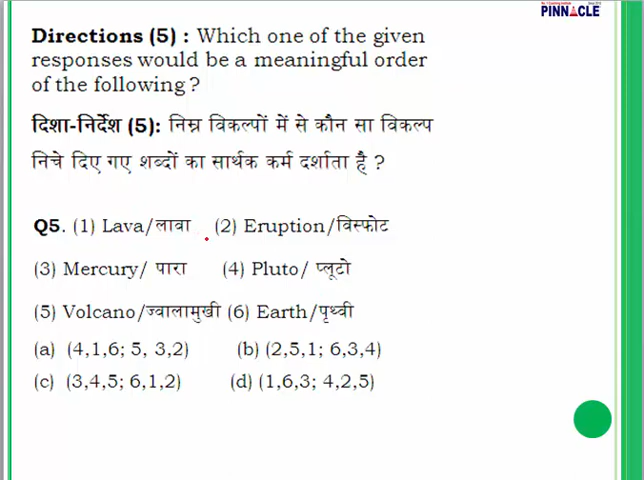 PINNACLE
Directions (5) : Which one of the given
responses would be a meaningful order
of the following ?
दिशा-निर्देश (5): निम्न विकल्पों में से कौन सा विकल्प
निचे दिए गए शब्दों का सार्थक कर्म दर्शाता है ?
Q5. (1) Lava/लावा (2) Eruption/विस्फोट
(3) Mercury/ पारा (4) Pluto/ प्लूटो
(5) Volcano/ज्वालामुखी (6) Earth/पृथ्वी
(a) (4,1,6; 5, 3,2) (b) (2,5,1; 6,3,4)
(c) (3,4,5; 6,1,2) (d) (1,6,3; 4,2,5)